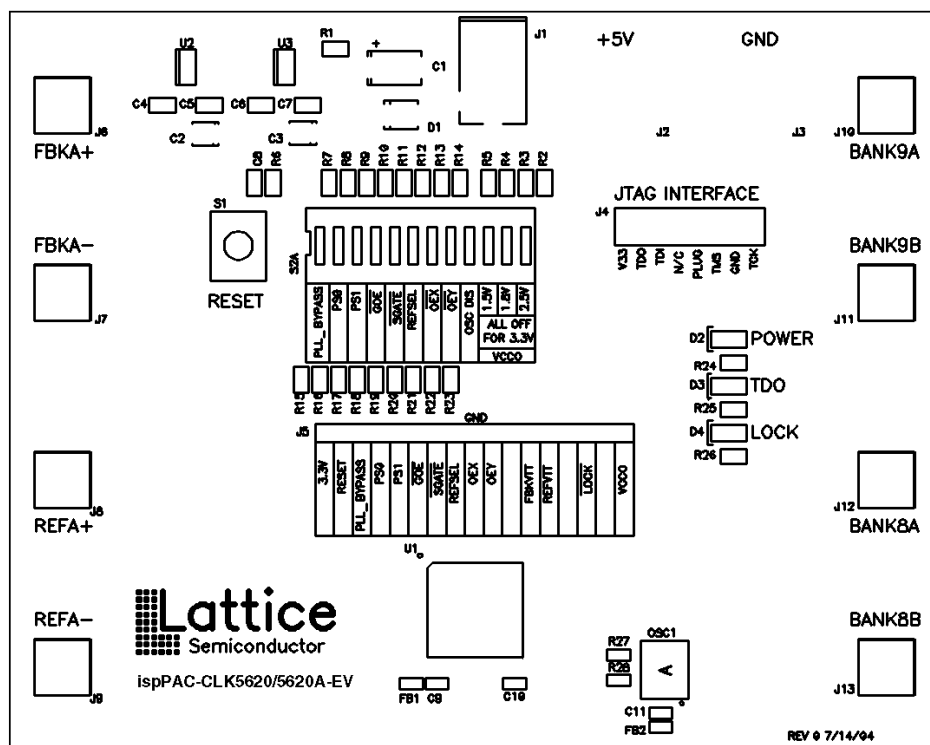 U2
U3
R1
+
C1
J1
+5V
GND
C4
C5
C6
C7
J6
C2
C3
D1
J2
J3
J10
FBKA+
BANK9A
C8
R6
R7
R8
R9
R10
R11
R12
R13
R14
R5
R4
R3
R2
JTAG INTERFACE
J4
S1
FBKA-
BANK9B
V33
TDO
TDI
N/C
PLUG
TMS
GND
TCK
S2A
RESET
J7
J11
PLL_BYPASS
PS0
PS1
GOE
SGATE
REFSEL
OEX
OEY
OSC DIS
1.5V
1.8V
2.5V
ALL OFF
FOR 3.3V
VCCO
D2
POWER
R24
D3
TDO
R25
D4
LOCK
R26
R15
R16
R17
R18
R19
R20
R21
R22
R23
GND
J5
3.3V
RESET
PLL_BYPASS
PS0
PS1
GOE
SGATE
REFSEL
OEX
OEY
FBKVTT
REFVTT
LOCK
VCCO
J8
J12
REFA+
BANK8A
U1
REFA-
BANK8B
Lattice
Semiconductor
ispPAC-CLK5620/5620A-EV
OSC1
A
R27
R28
J9
J13
FB1
C9
C10
C11
FB2
REV 0 7/14/04